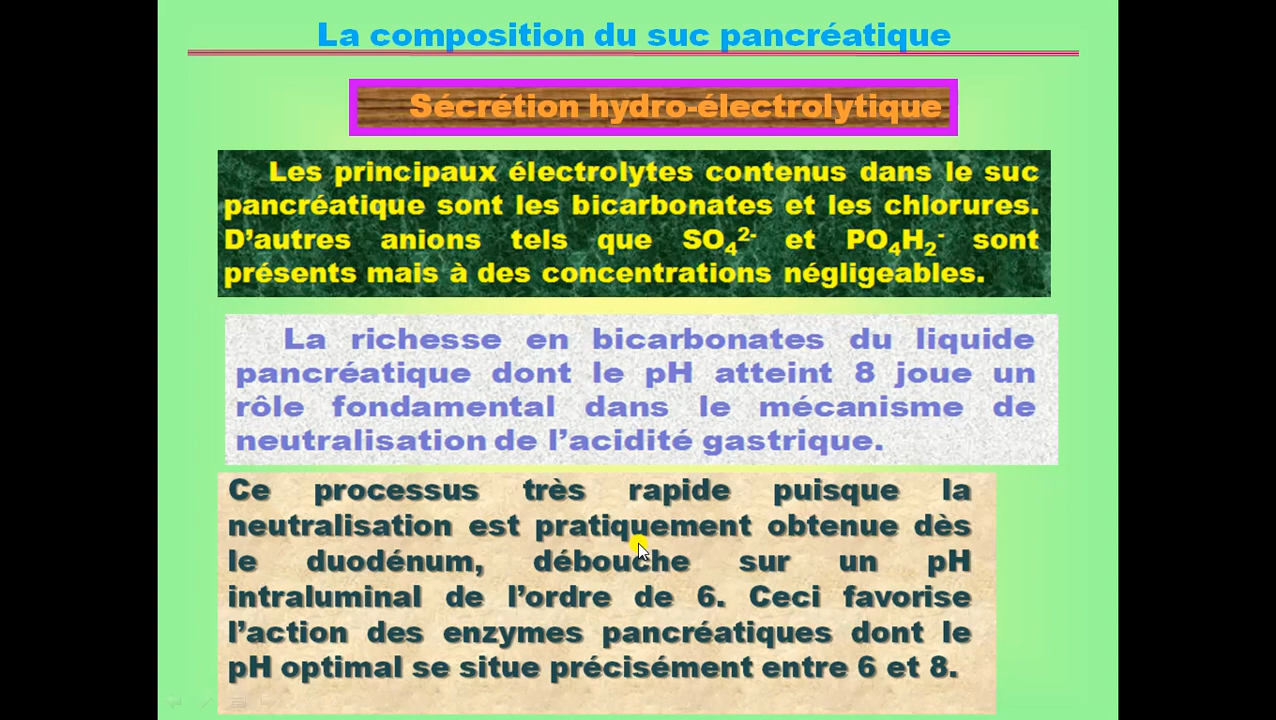 La composition du suc pancréatique
Sécrétion hydro-électrolytique
Les principaux électrolytes contenus dans le suc
pancréatique sont les bicarbonates et les chlorures.
D’autres anions tels que SO₄²⁻ et PO₄H₂⁻ sont
présents mais à des concentrations négligeables.
La richesse en bicarbonates du liquide
pancréatique dont le pH atteint 8 joue un
rôle fondamental dans le mécanisme de
neutralisation de l’acidité gastrique.
Ce processus très rapide puisque la
neutralisation est pratiquement obtenue dès
le duodénum, débouche sur un pH
intraluminal de l’ordre de 6. Ceci favorise
l’action des enzymes pancréatiques dont le
pH optimal se situe précisément entre 6 et 8.